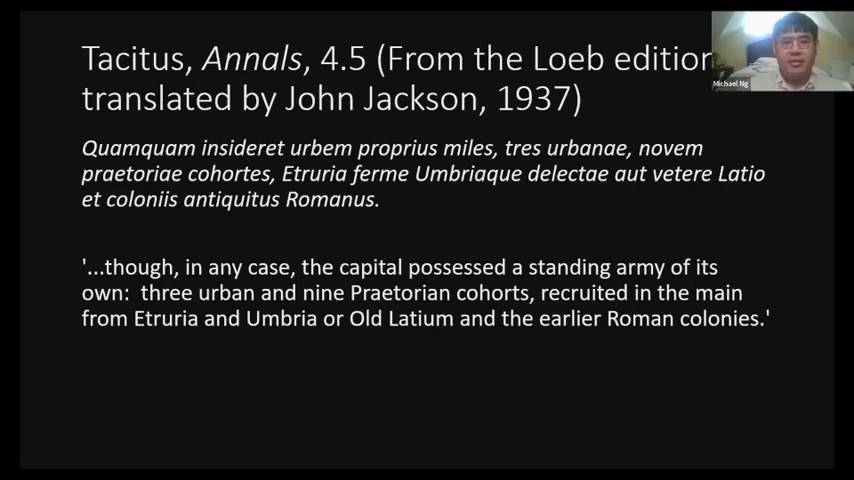 Tacitus, Annals, 4.5 (From the Loeb edition
translated by John Jackson, 1937)
Michael Ng
Quamquam insideret urbem proprius miles, tres urbanae, novem
praetoriae cohortes, Etruria ferme Umbriaque delectae aut vetere Latio
et coloniis antiquitus Romanus.
'...though, in any case, the capital possessed a standing army of its
own: three urban and nine Praetorian cohorts, recruited in the main
from Etruria and Umbria or Old Latium and the earlier Roman colonies.'